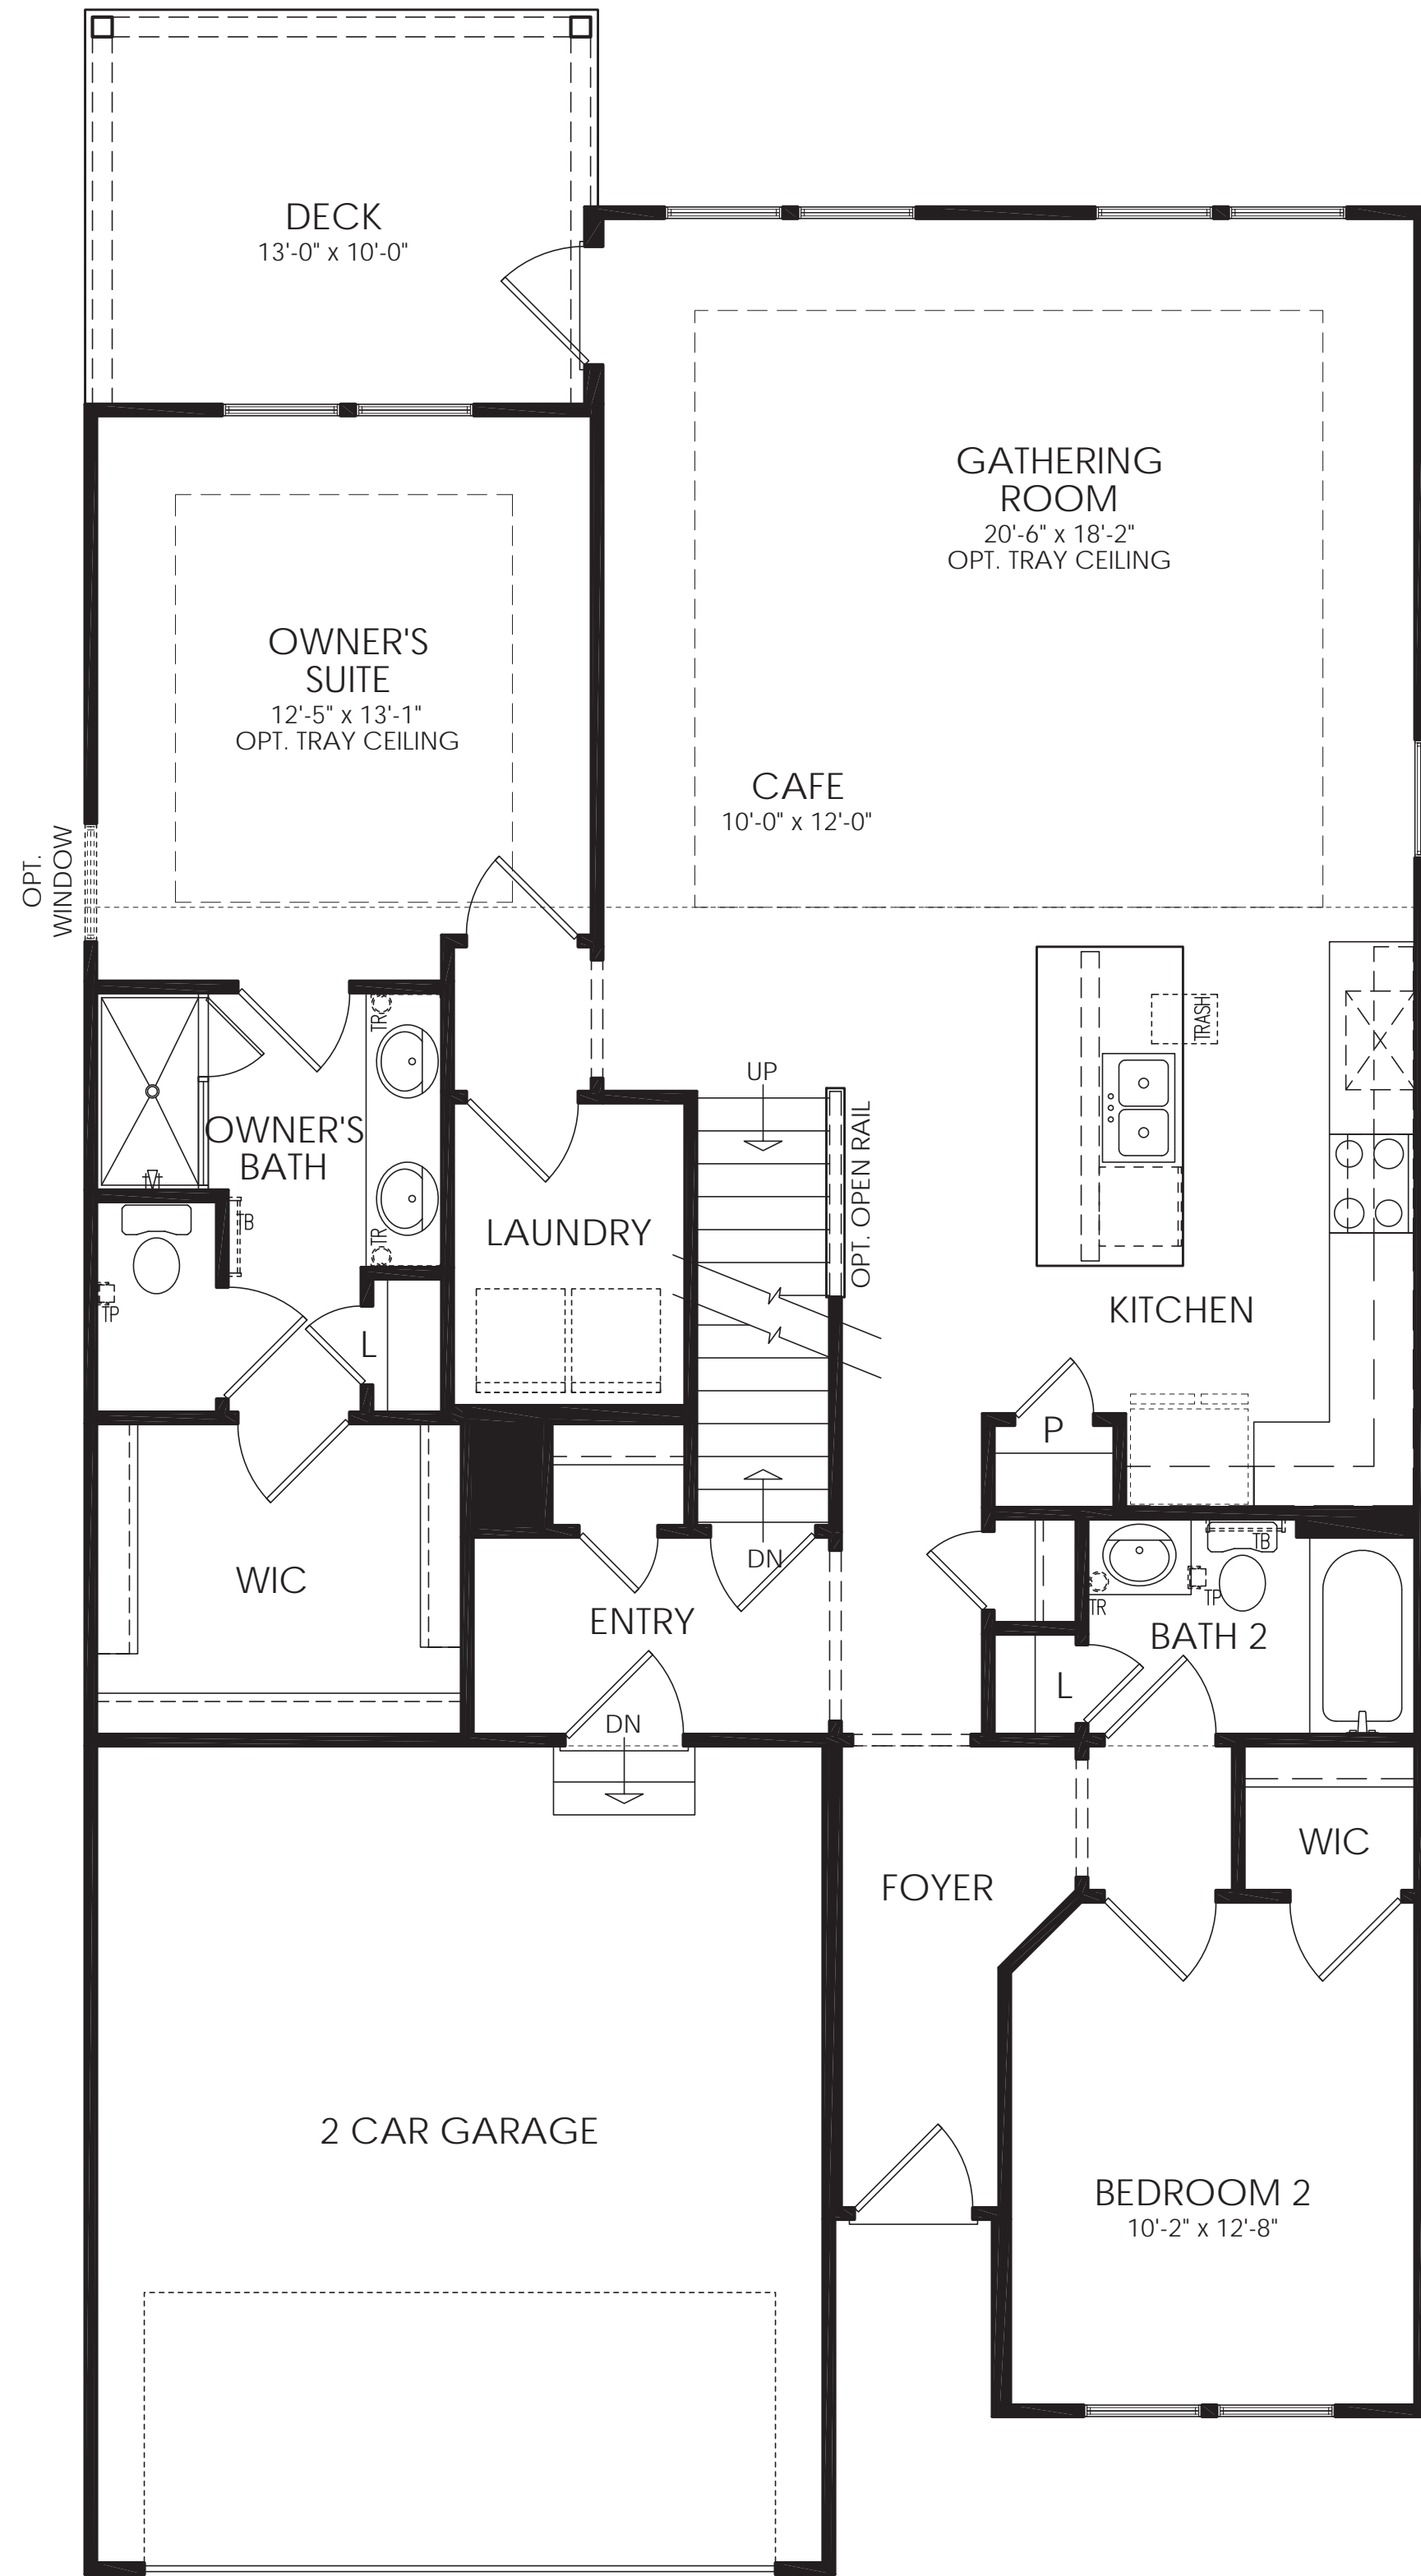 DECK
13'-0" x 10'-0"
GATHERING
ROOM
20'-6" x 18'-2"
OPT. TRAY CEILING
OWNER'S
SUITE
12'-5" x 13'-1"
OPT. TRAY CEILING
CAFE
10'-0" x 12'-0"
OPT.
WINDOW
TR
TRASH
UP
OWNER'S
BATH
OPT. OPEN RAIL
TB
TR
LAUNDRY
TP
L
KITCHEN
P
WIC
DN
ENTRY
TB
TP
TR
BATH 2
L
DN
WIC
FOYER
2 CAR GARAGE
BEDROOM 2
10'-2" x 12'-8"